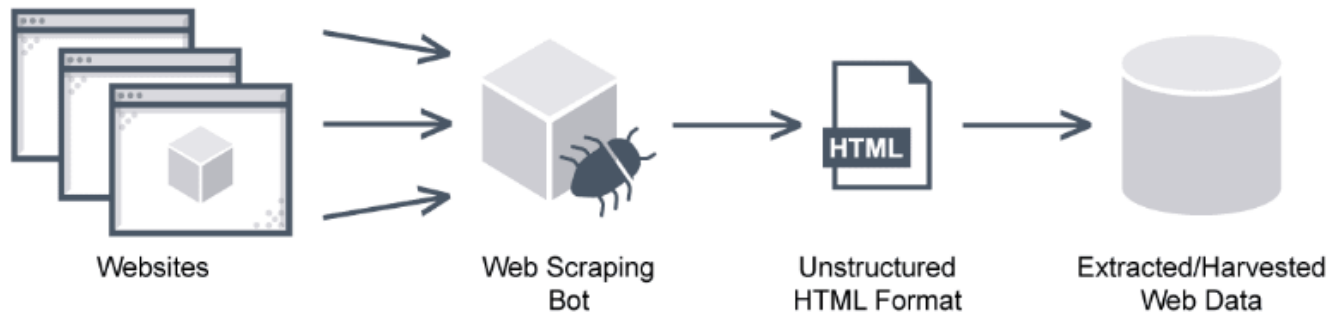 HTML
Websites
Web Scraping
Bot
Unstructured
HTML Format
Extracted/Harvested
Web Data